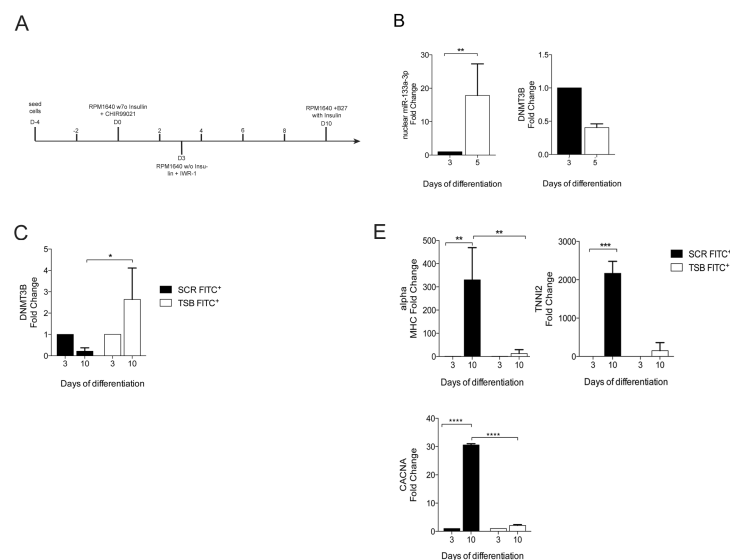 A
seed
cells
D-4
-2
RPM1640 w/o Insullin
+ CHIR99021
D0
2
D3
RPM1640 w/o Insu-
lin + IWR-1
4
6
8
RPM1640 +B27
with Insulin
D10
B
nuclear miR-133a-3p
Fold Change
30
20
10
0
**
3 5
Days of differentiation
DNMT3B
Fold Change
1.5
1.0
0.5
0.0
3 5
Days of differentiation
C
DNMT3B
Fold Change
5
4
3
2
1
0
*
3 10 3 10
Days of differentiation
SCR FITC+
TSB FITC+
E
alpha
MHC Fold Change
500
400
300
200
100
0
** **
3 10 3 10
Days of differentiation
TNNI2
Fold Change
3000
2000
1000
0
***
3 10 3 10
Days of differentiation
SCR FITC+
TSB FITC+
CACNA
Fold Change
40
30
20
10
0
****
****
3 10 3 10
Days of differentiation